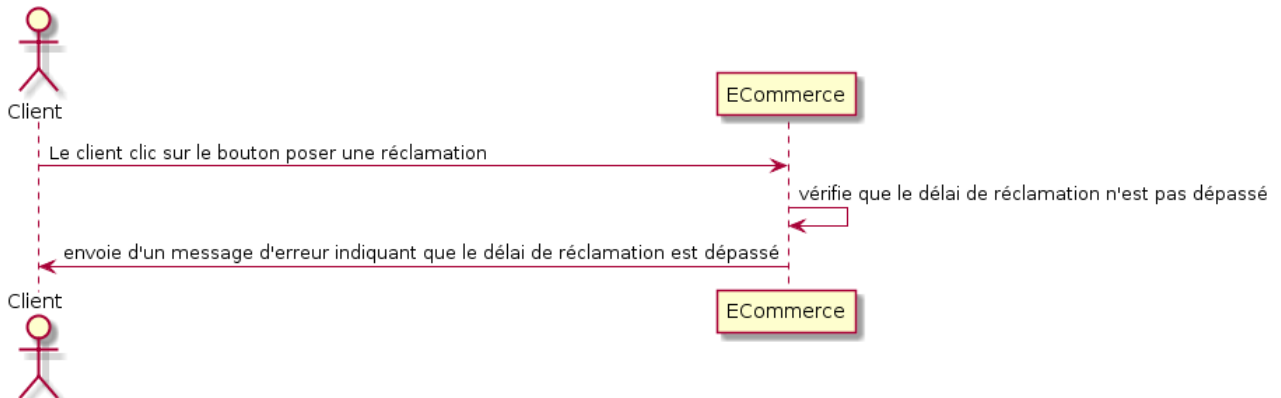 Client
ECommerce
Le client clic sur le bouton poser une réclamation
vérifie que le délai de réclamation n'est pas dépassé
envoie d'un message d'erreur indiquant que le délai de réclamation est dépassé
Client
ECommerce